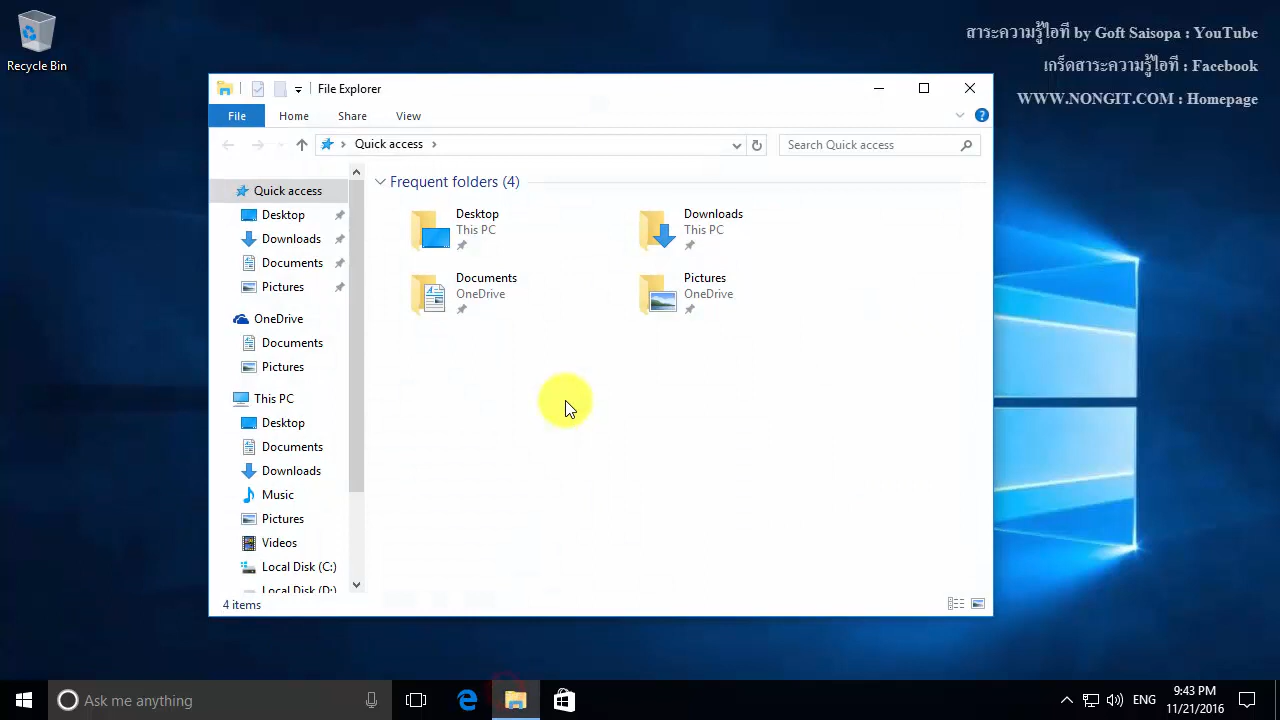 สาระความรู้ไอที by Goft Saisopa : YouTube
เกร็ดสาระความรู้ไอที : Facebook
WWW.NONGIT.COM : Homepage
Recycle Bin
File Explorer
File Home Share View
Quick access
Search Quick access
Quick access
Desktop
Downloads
Documents
Pictures
OneDrive
Documents
Pictures
This PC
Desktop
Documents
Downloads
Music
Pictures
Videos
Local Disk (C:)
Local Disk (D:)
Frequent folders (4)
Desktop
This PC
Downloads
This PC
Documents
OneDrive
Pictures
OneDrive
4 items
Ask me anything
ENG
9:43 PM
11/21/2016